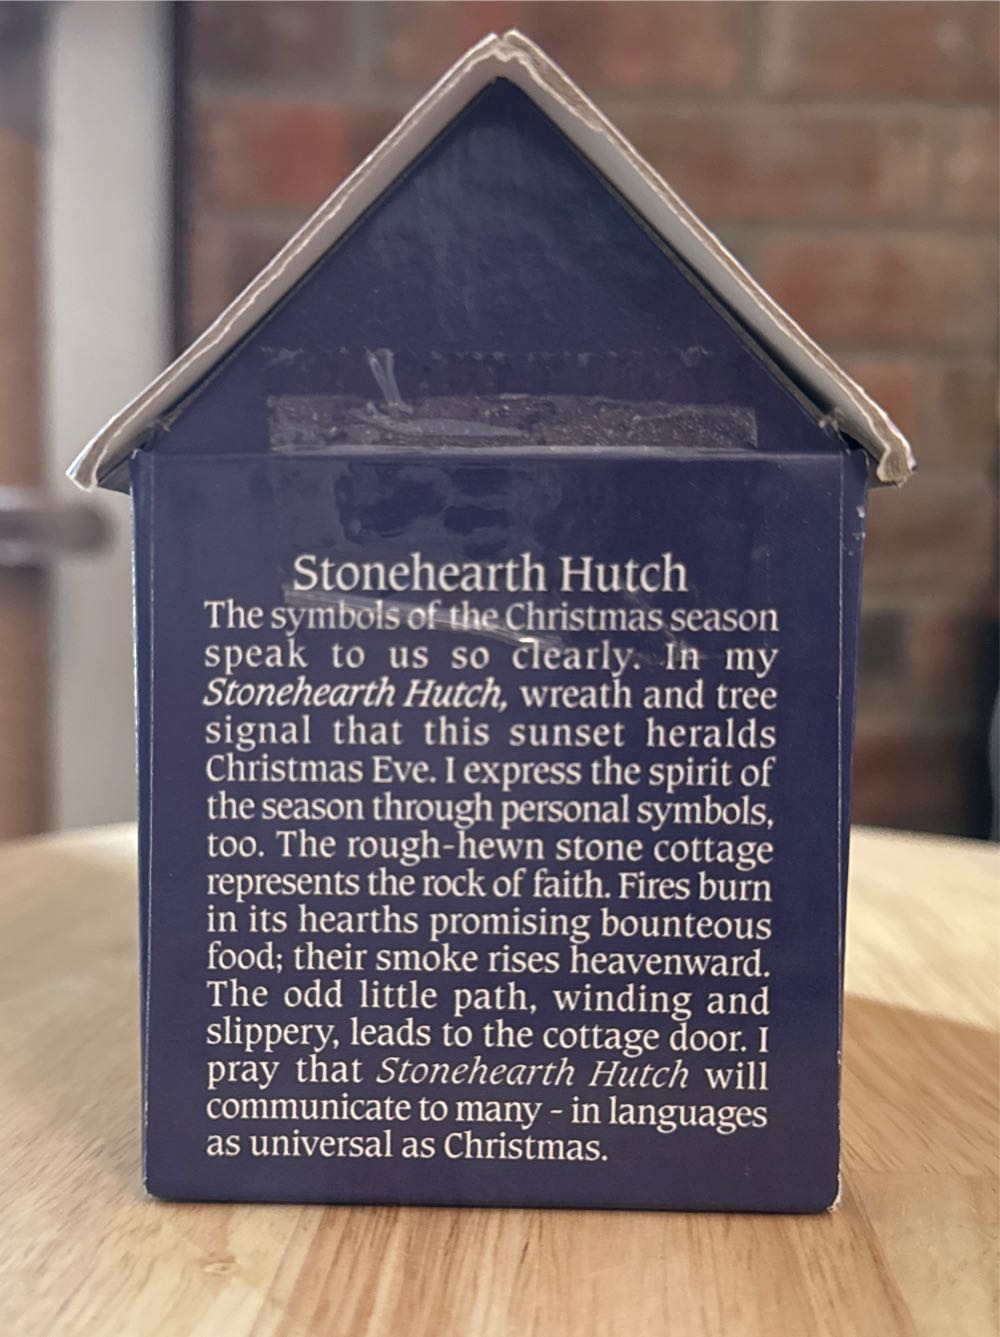 Stonehearth Hutch
The symbols of the Christmas season
speak to us so clearly. In my
Stonehearth Hutch, wreath and tree
signal that this sunset heralds
Christmas Eve. I express the spirit of
the season through personal symbols,
too. The rough-hewn stone cottage
represents the rock of faith. Fires burn
in its hearths promising bounteous
food; their smoke rises heavenward.
The odd little path, winding and
slippery, leads to the cottage door. I
pray that Stonehearth Hutch will
communicate to many - in languages
as universal as Christmas.